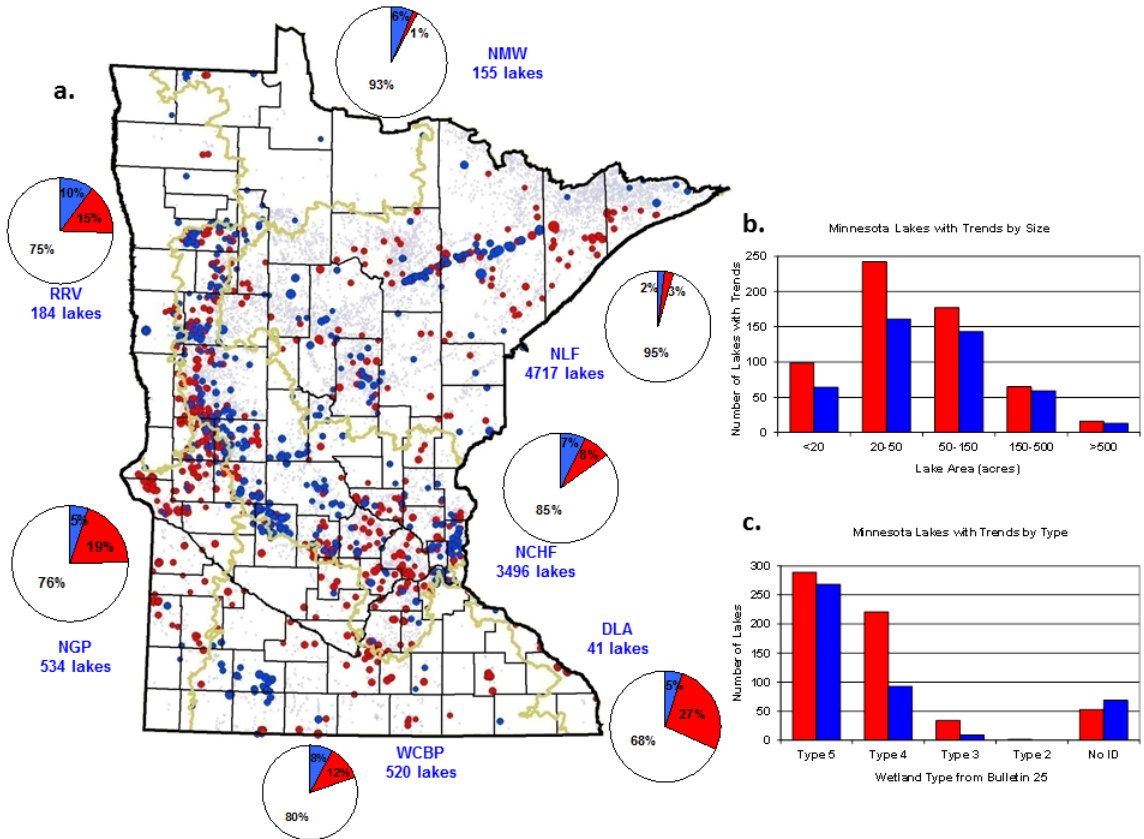 a.
6%
1%
93%
NMW
155 lakes
10%
15%
75%
RRV
184 lakes
2%
3%
95%
NLF
4717 lakes
7%
8%
85%
NCHF
3496 lakes
5%
19%
76%
NGP
534 lakes
DLA
41 lakes
5%
27%
68%
WCBP
520 lakes
8%
12%
80%
b.
Minnesota Lakes with Trends by Size
Number of Lakes with Trends
250
200
150
100
50
0
<20
20-50
50-150
150-500
>500
Lake Area (acres)
c.
Minnesota Lakes with Trends by Type
Number of Lakes
300
250
200
150
100
50
0
Type 5
Type 4
Type 3
Type 2
No ID
Wetland Type from Bulletin 25